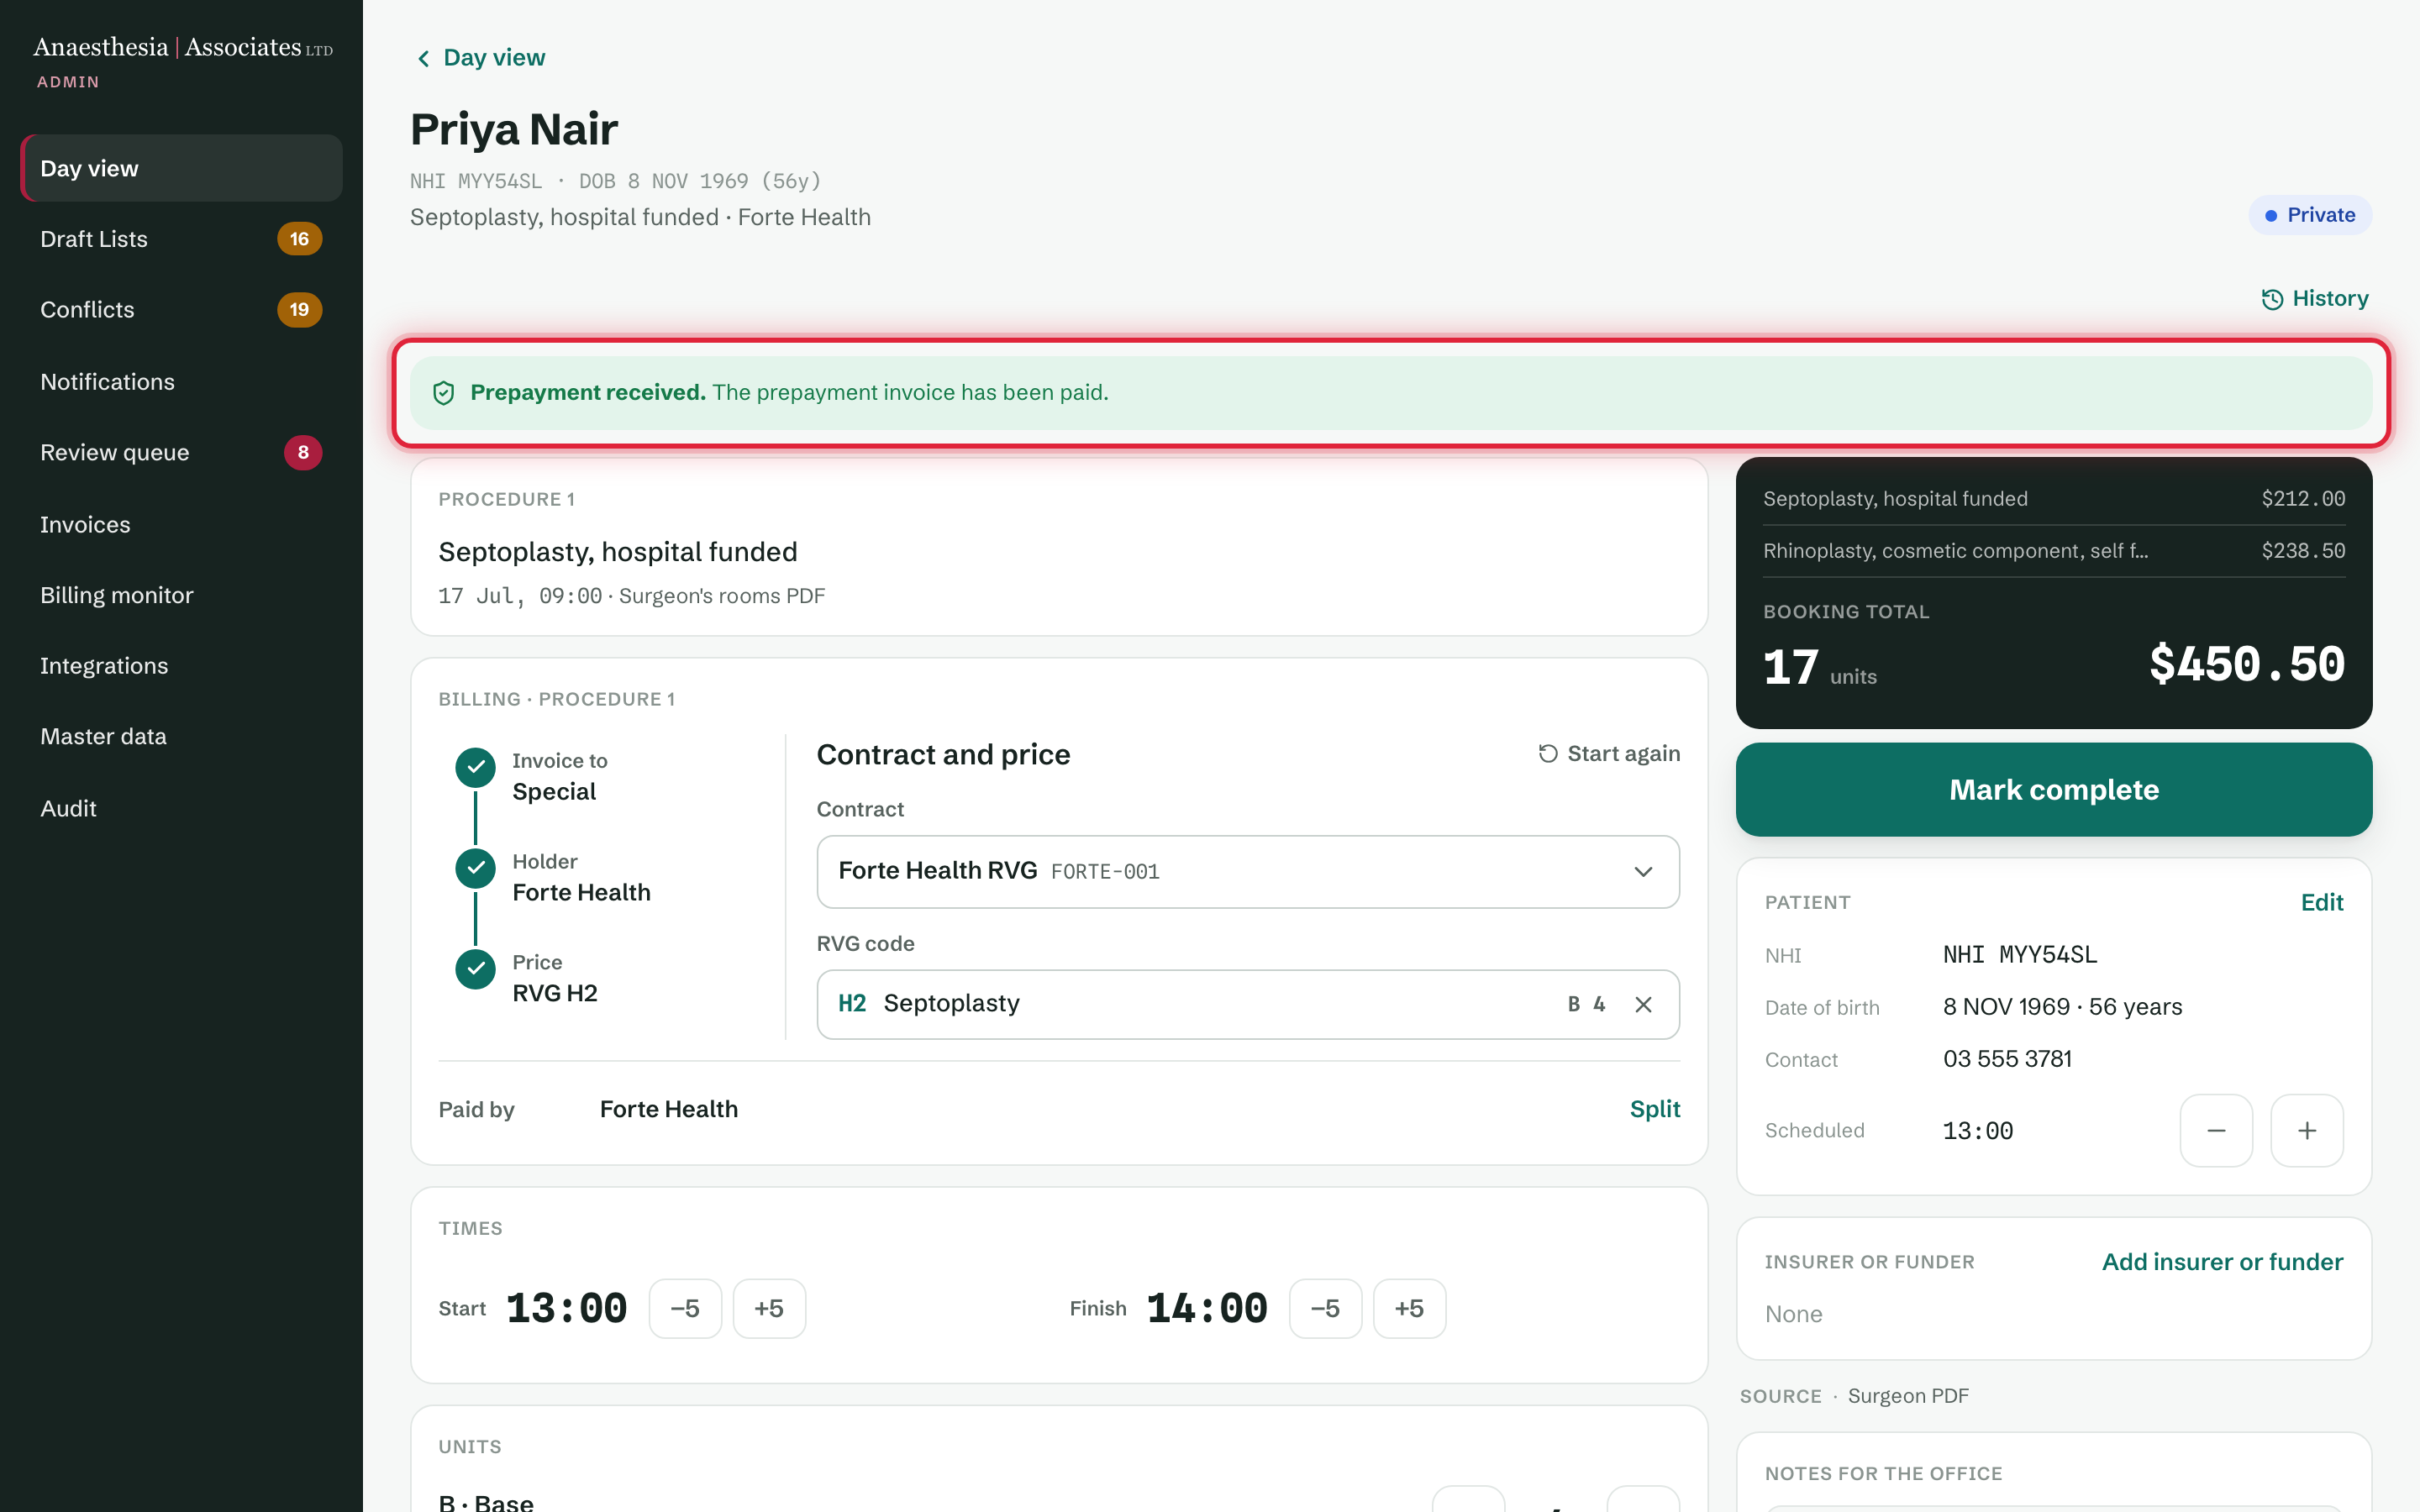 Anaesthesia | Associates LTD
ADMIN
Day view
Draft Lists 16
Conflicts 19
Notifications
Review queue 8
Invoices
Billing monitor
Integrations
Master data
Audit
Day view
Priya Nair
NHI MYY54SL · DOB 8 NOV 1969 (56y)
Septoplasty, hospital funded · Forte Health
Private
History
Prepayment received. The prepayment invoice has been paid.
PROCEDURE 1
Septoplasty, hospital funded
17 Jul, 09:00 · Surgeon's rooms PDF
BILLING · PROCEDURE 1
Invoice to
Special
Holder
Forte Health
Price
RVG H2
Contract and price
Start again
Contract
Forte Health RVG FORTE-001
RVG code
H2 Septoplasty B 4
Paid by Forte Health Split
TIMES
Start 13:00 −5 +5 Finish 14:00 −5 +5
UNITS
B · Base
Septoplasty, hospital funded $212.00
Rhinoplasty, cosmetic component, self f... $238.50
BOOKING TOTAL
17 units $450.50
Mark complete
PATIENT Edit
NHI NHI MYY54SL
Date of birth 8 NOV 1969 · 56 years
Contact 03 555 3781
Scheduled 13:00 − +
INSURER OR FUNDER Add insurer or funder
None
SOURCE · Surgeon PDF
NOTES FOR THE OFFICE